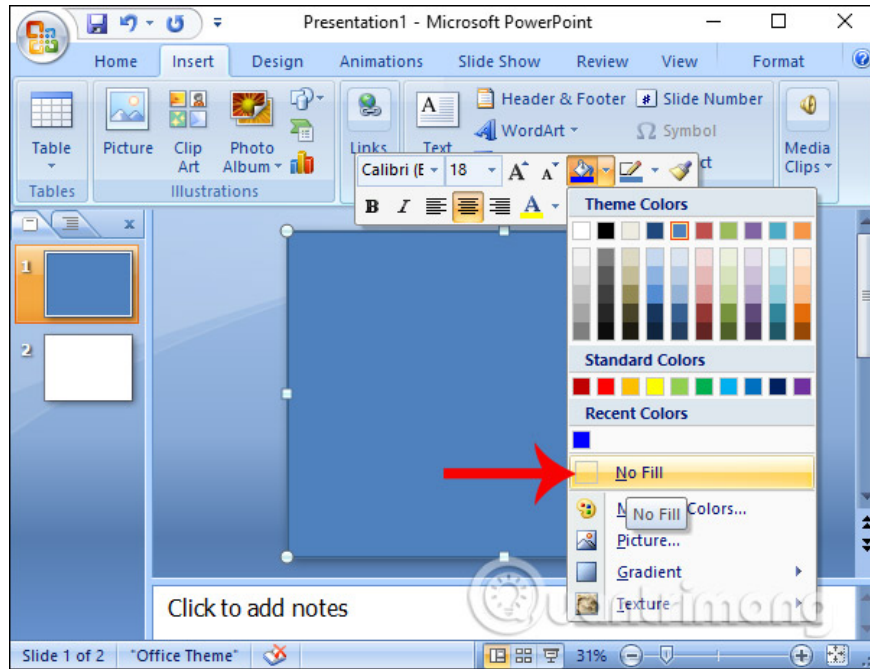 Presentation1 - Microsoft PowerPoint
Home Insert Design Animations Slide Show Review View Format
Header & Footer # Slide Number
WordArt Ω Symbol
Table Picture Clip Art Photo Album Links Text Media Clips
Tables Illustrations
Calibri (E 18 A A
B I A
Theme Colors
1
Standard Colors
2
Recent Colors
No Fill
No Fill Colors...
Picture...
Gradient
Texture
Quantrimang
Click to add notes
Slide 1 of 2 "Office Theme" 31%